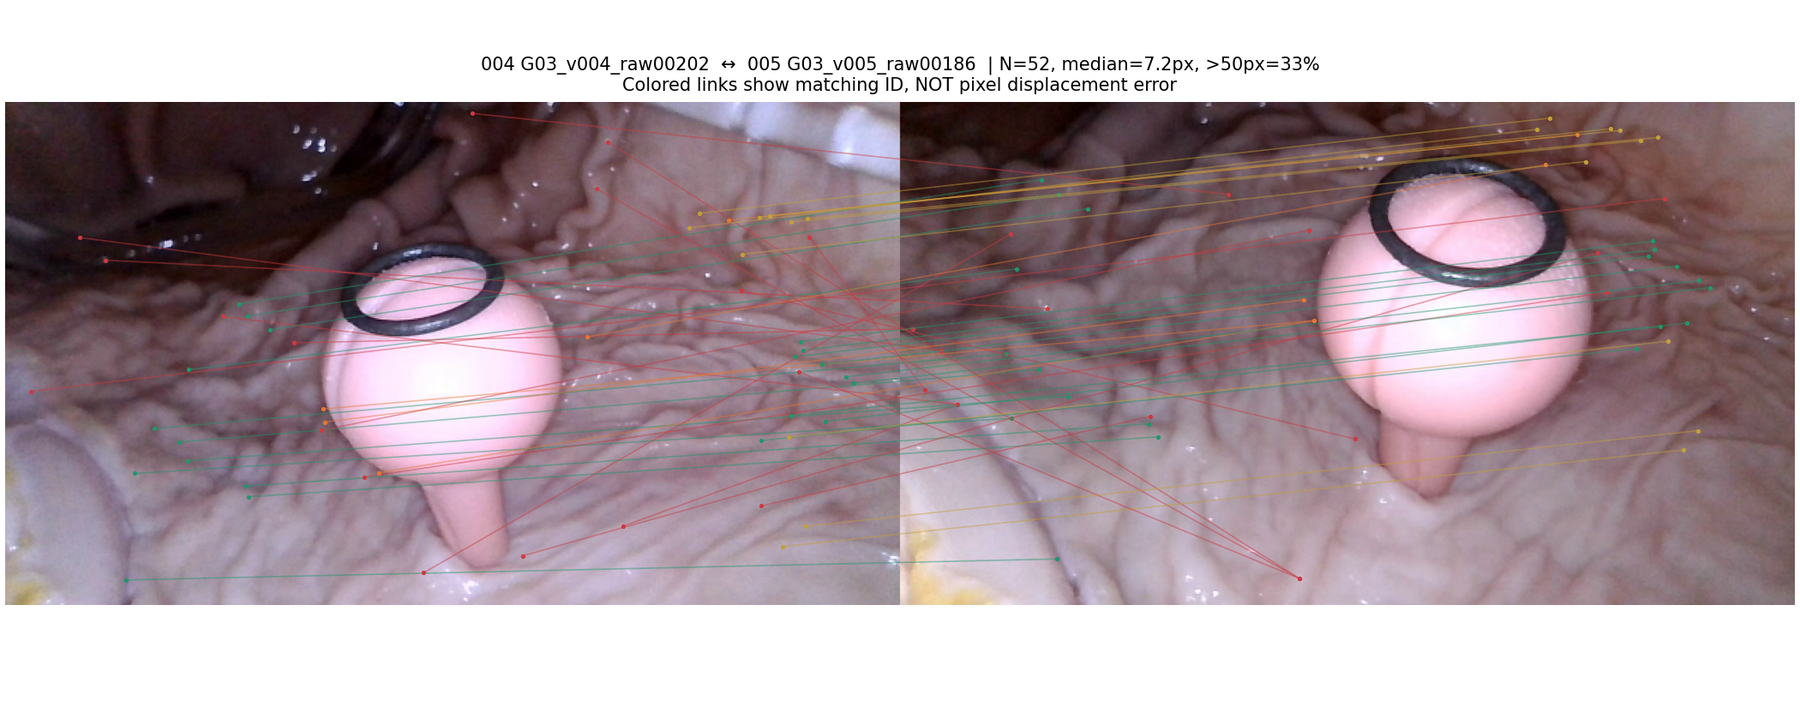 004 G03_v004_raw00202 ↔ 005 G03_v005_raw00186 | N=52, median=7.2px, >50px=33%
Colored links show matching ID, NOT pixel displacement error